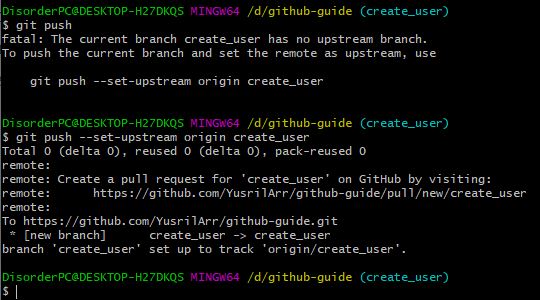 DisorderPC@DESKTOP-H27DKQS MINGW64 /d/github-guide (create_user)
$ git push
fatal: The current branch create_user has no upstream branch.
To push the current branch and set the remote as upstream, use
    git push --set-upstream origin create_user
DisorderPC@DESKTOP-H27DKQS MINGW64 /d/github-guide (create_user)
$ git push --set-upstream origin create_user
Total 0 (delta 0), reused 0 (delta 0), pack-reused 0
remote:
remote: Create a pull request for 'create_user' on GitHub by visiting:
remote:      https://github.com/YusrilArr/github-guide/pull/new/create_user
remote:
To https://github.com/YusrilArr/github-guide.git
 * [new branch]      create_user -> create_user
branch 'create_user' set up to track 'origin/create_user'.
DisorderPC@DESKTOP-H27DKQS MINGW64 /d/github-guide (create_user)
$